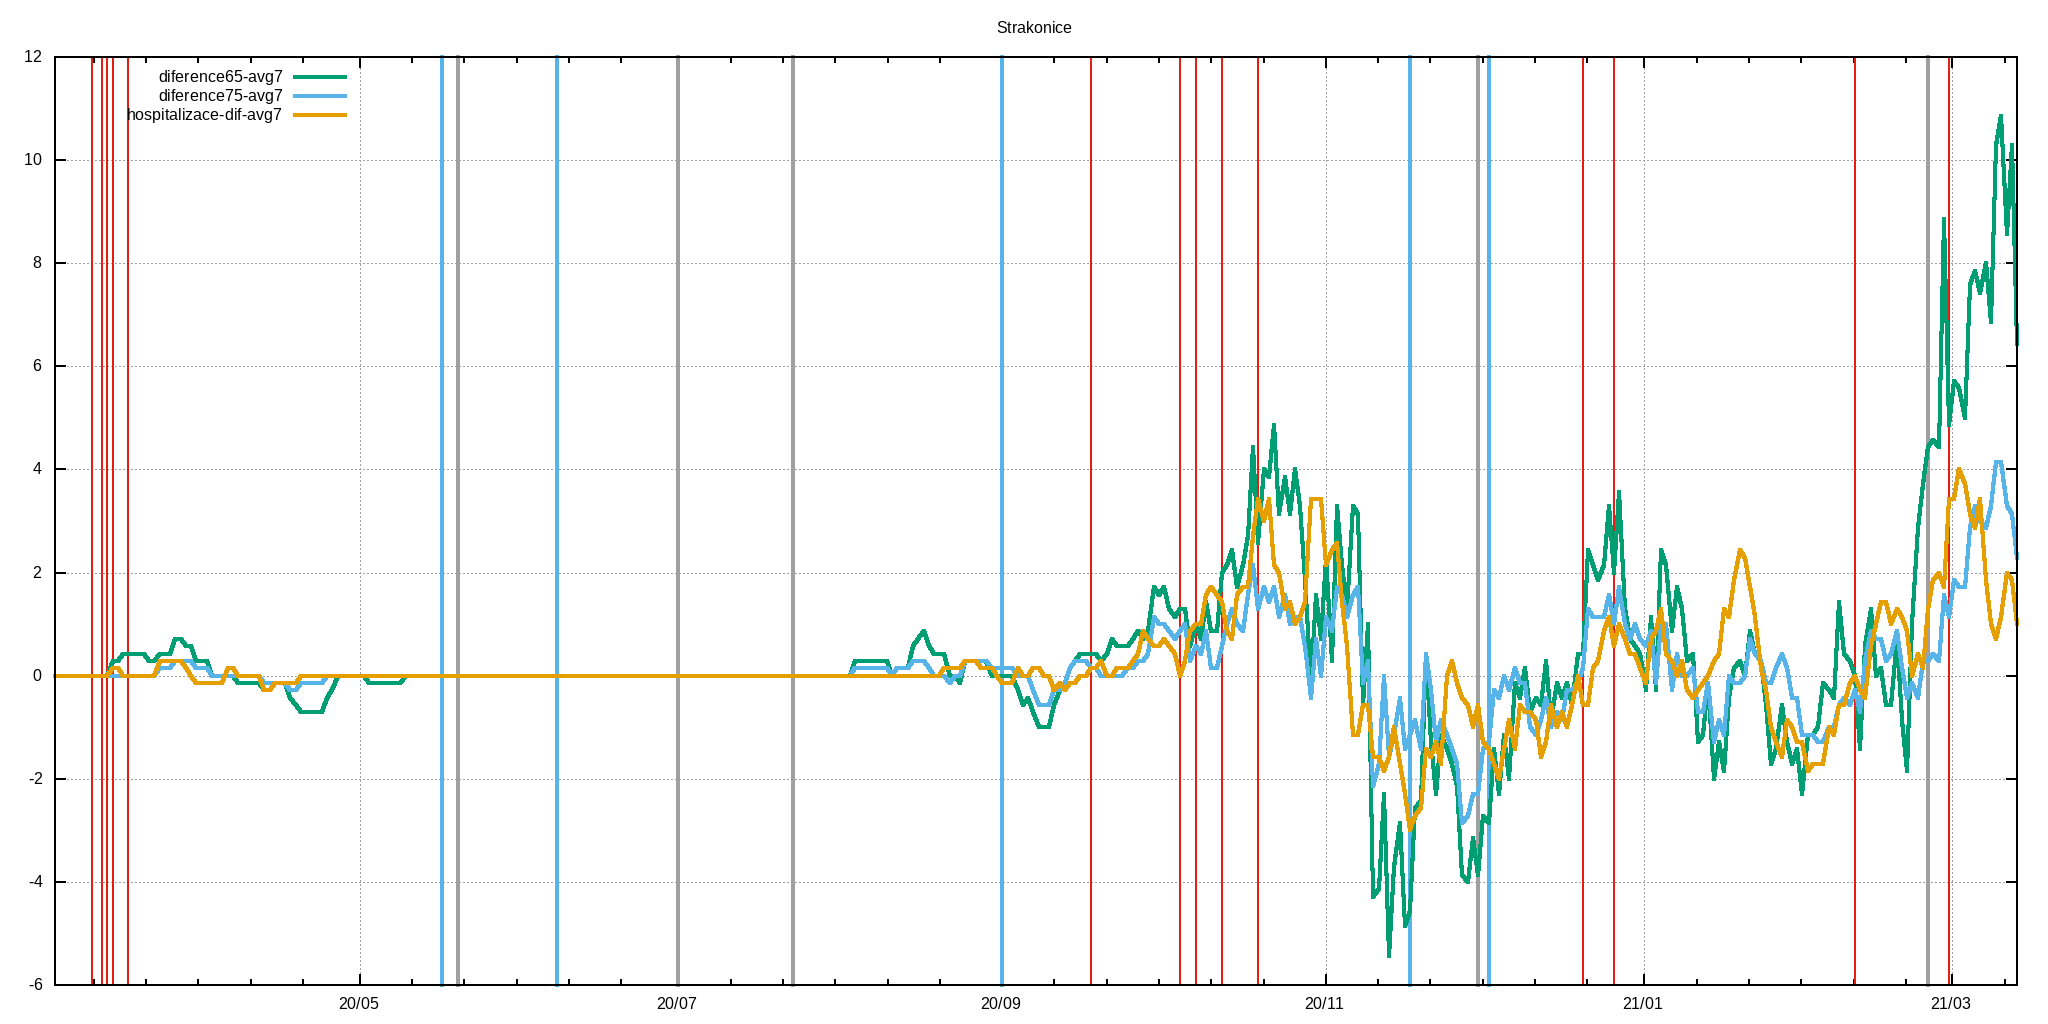 Strakonice
12
diference65-avg7
diference75-avg7
hospitalizace-dif-avg7
10
8
6
4
2
0
-2
-4
-6
20/05 20/07 20/09 20/11 21/01 21/03